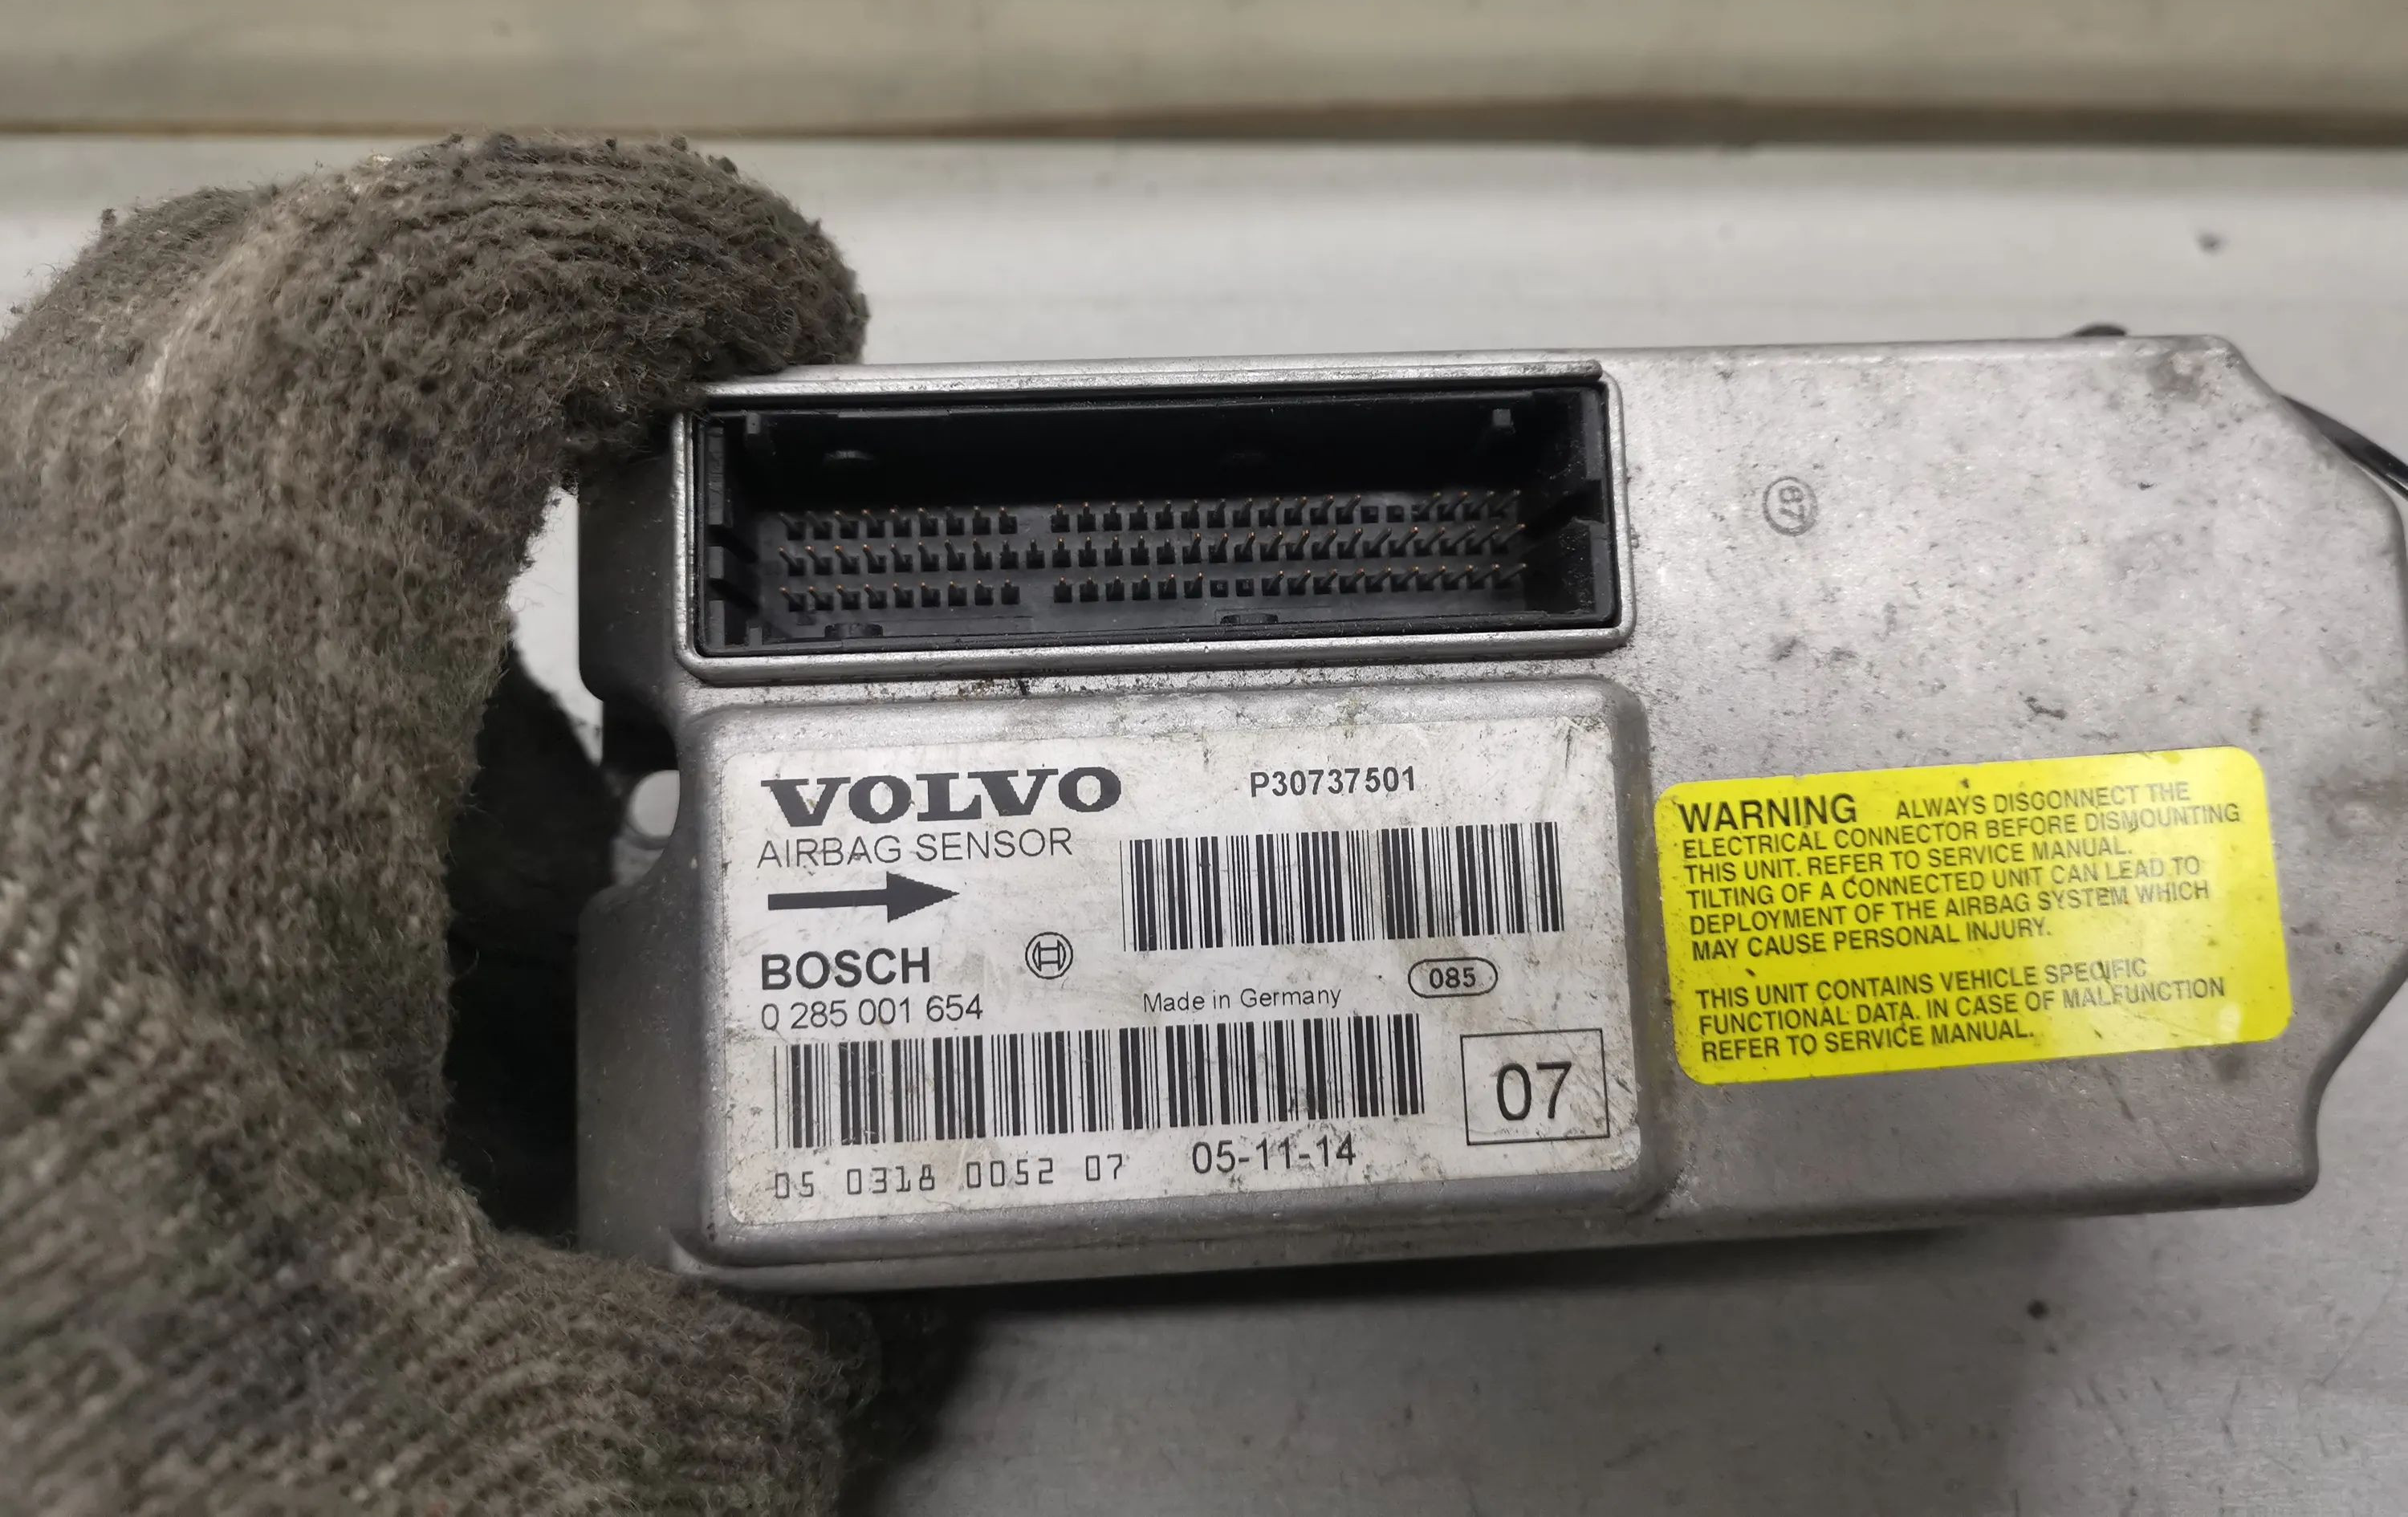 67
VOLVO
P30737501
AIRBAG SENSOR
BOSCH
0 285 001 654
Made in Germany
085
07
05 0318 0052 07
05-11-14
WARNING ALWAYS DISCONNECT THE
ELECTRICAL CONNECTOR BEFORE DISMOUNTING
THIS UNIT. REFER TO SERVICE MANUAL.
TILTING OF A CONNECTED UNIT CAN LEAD TO
DEPLOYMENT OF THE AIRBAG SYSTEM WHICH
MAY CAUSE PERSONAL INJURY.
THIS UNIT CONTAINS VEHICLE SPECIFIC
FUNCTIONAL DATA. IN CASE OF MALFUNCTION
REFER TO SERVICE MANUAL.